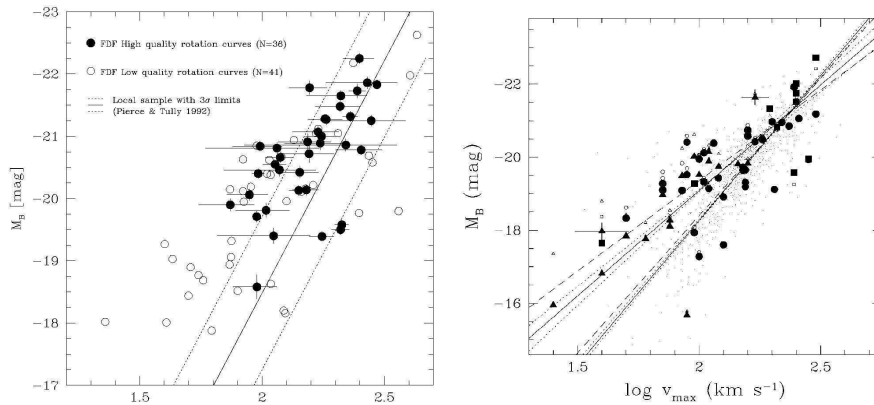 −23
−22
−21
−20
−19
−18
−17
M_B [mag]
FDF High quality rotation curves (N=36)
FDF Low quality rotation curves (N=41)
Local sample with 3σ limits
(Pierce & Tully 1992)
1.5
2
2.5
−22
−20
−18
−16
M_B (mag)
1.5
2.0
2.5
log v_max (km s⁻¹)